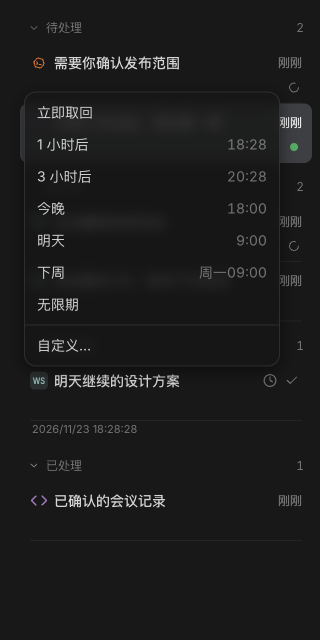 待处理 2
需要你确认发布范围 刚刚
刚刚
立即取回
1 小时后 18:28
3 小时后 20:28
2
今晚 18:00
刚刚
明天 9:00
下周 周一09:00
刚刚
无限期
自定义... 1
WS 明天继续的设计方案
2026/11/23 18:28:28
已处理 1
已确认的会议记录 刚刚